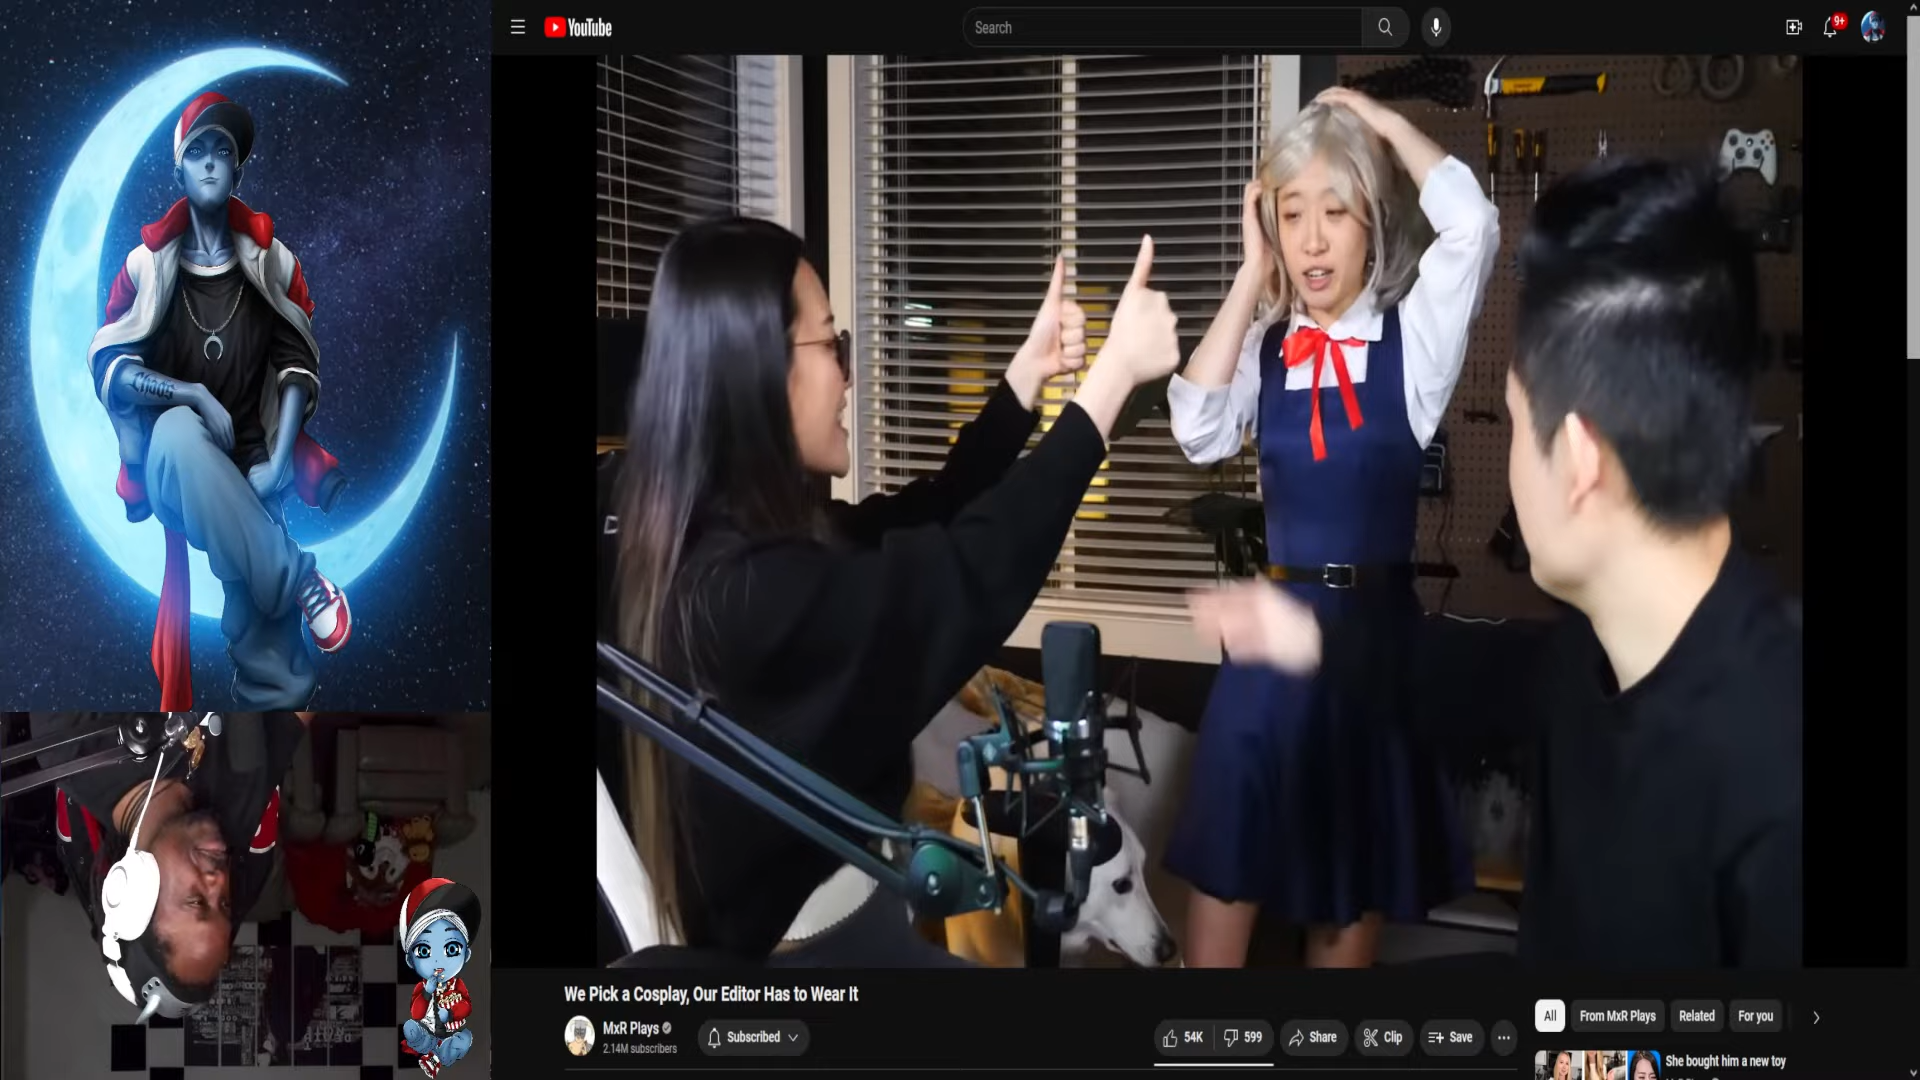 YouTube
Search
9+
Chaos
We Pick a Cosplay, Our Editor Has to Wear It
MxR Plays
2.14M subscribers
Subscribed
54K
599
Share
Clip
Save
All
From MxR Plays
Related
For you
She bought him a new toy